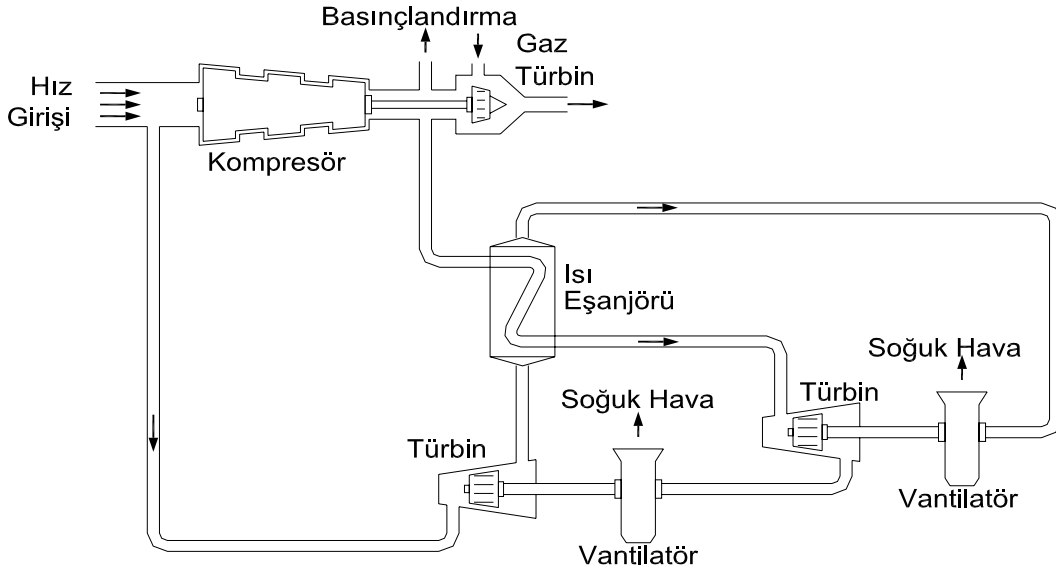 Basınçlandırma
Gaz
Türbin
Hız
Girişi
Kompresör
Isı
Eşanjörü
Soğuk Hava
Türbin
Soğuk Hava
Türbin
Vantilatör
Vantilatör